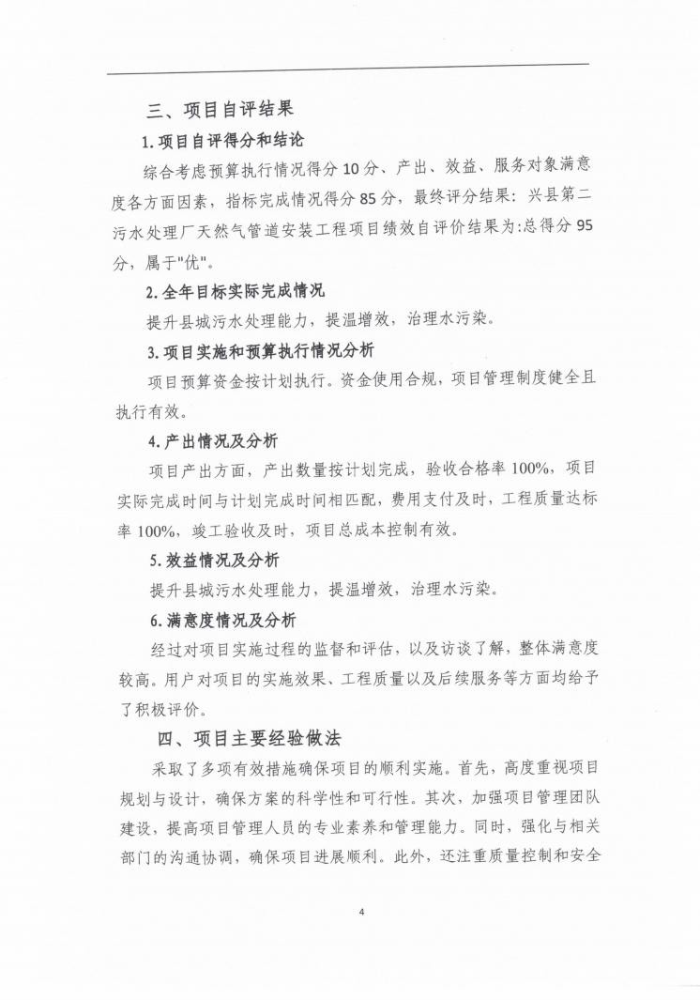 三、项目自评结果
1.项目自评得分和结论
综合考虑预算执行情况得分 10 分、产出、效益、服务对象满意
度各方面因素，指标完成情况得分 85 分，最终评分结果：兴县第二
污水处理厂天然气管道安装工程项目绩效自评价结果为:总得分 95
分，属于"优"。
2.全年目标实际完成情况
提升县城污水处理能力，提温增效，治理水污染。
3.项目实施和预算执行情况分析
项目预算资金按计划执行。资金使用合规，项目管理制度健全且
执行有效。
4.产出情况及分析
项目产出方面，产出数量按计划完成，验收合格率 100%，项目
实际完成时间与计划完成时间相匹配，费用支付及时，工程质量达标
率 100%，竣工验收及时，项目总成本控制有效。
5.效益情况及分析
提升县城污水处理能力，提温增效，治理水污染。
6.满意度情况及分析
经过对项目实施过程的监督和评估，以及访谈了解，整体满意度
较高。用户对项目的实施效果、工程质量以及后续服务等方面均给予
了积极评价。
四、项目主要经验做法
采取了多项有效措施确保项目的顺利实施。首先，高度重视项目
规划与设计，确保方案的科学性和可行性。其次，加强项目管理团队
建设，提高项目管理人员的专业素养和管理能力。同时，强化与相关
部门的沟通协调，确保项目进展顺利。此外，还注重质量控制和安全
4